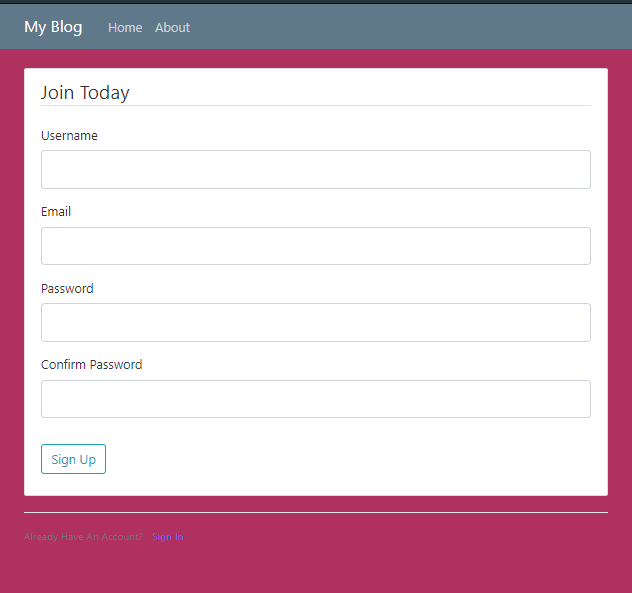 My Blog Home About
Join Today
Username
Email
Password
Confirm Password
Sign Up
Already Have An Account? Sign In